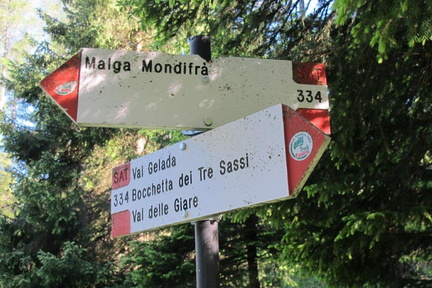 Malga Mondifrà
334
SAT Val Gelada
334 Bocchetta dei Tre Sassi
Val delle Giare